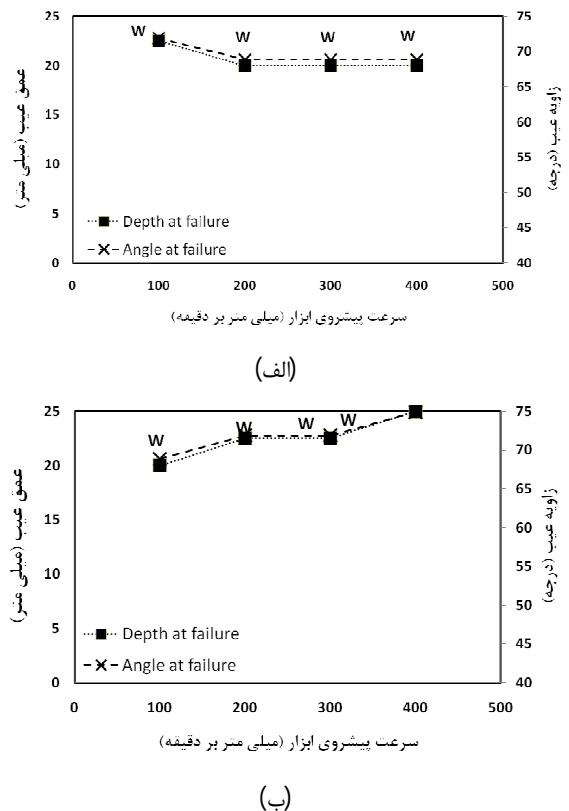 25
20
15
10
5
0
عمق عیب (میلی متر)
W W W W
75
70
65
60
55
50
45
40
زاویه عیب (درجه)
Depth at failure
Angle at failure
0 100 200 300 400 500
سرعت پیشروی ابزار (میلی متر بر دقیقه)
(الف)
25
20
15
10
5
0
عمق عیب (میلی متر)
W W W W
75
70
65
60
55
50
45
40
زاویه عیب (درجه)
Depth at failure
Angle at failure
0 100 200 300 400 500
سرعت پیشروی ابزار (میلی متر بر دقیقه)
(ب)